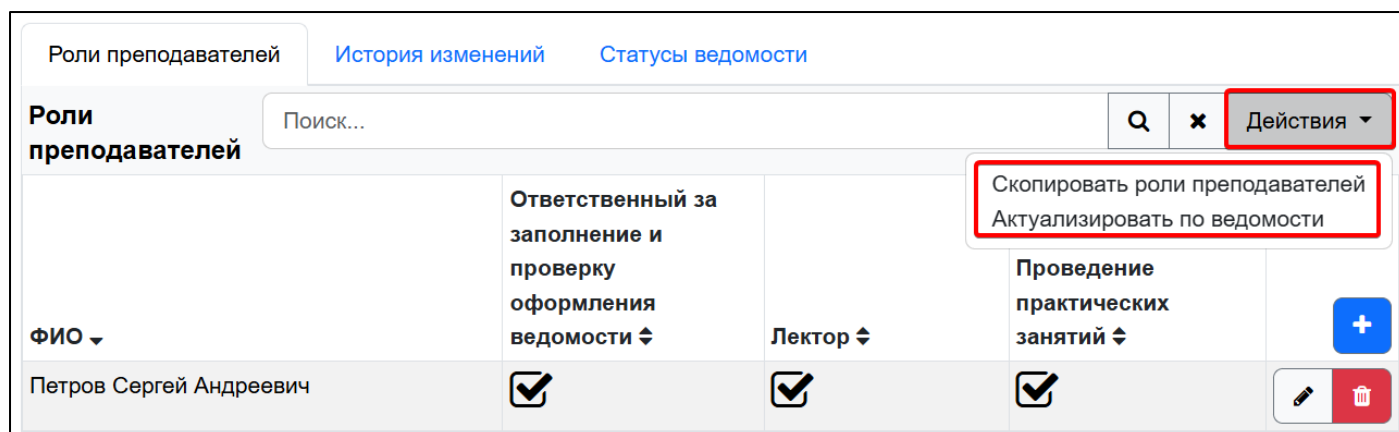 Роли преподавателей
История изменений
Статусы ведомости
Роли
преподавателей
Поиск...
Действия
Скопировать роли преподавателей
Актуализировать по ведомости
ФИО
Ответственный за
заполнение и
проверку
оформления
ведомости
Лектор
Проведение
практических
занятий
Петров Сергей Андреевич